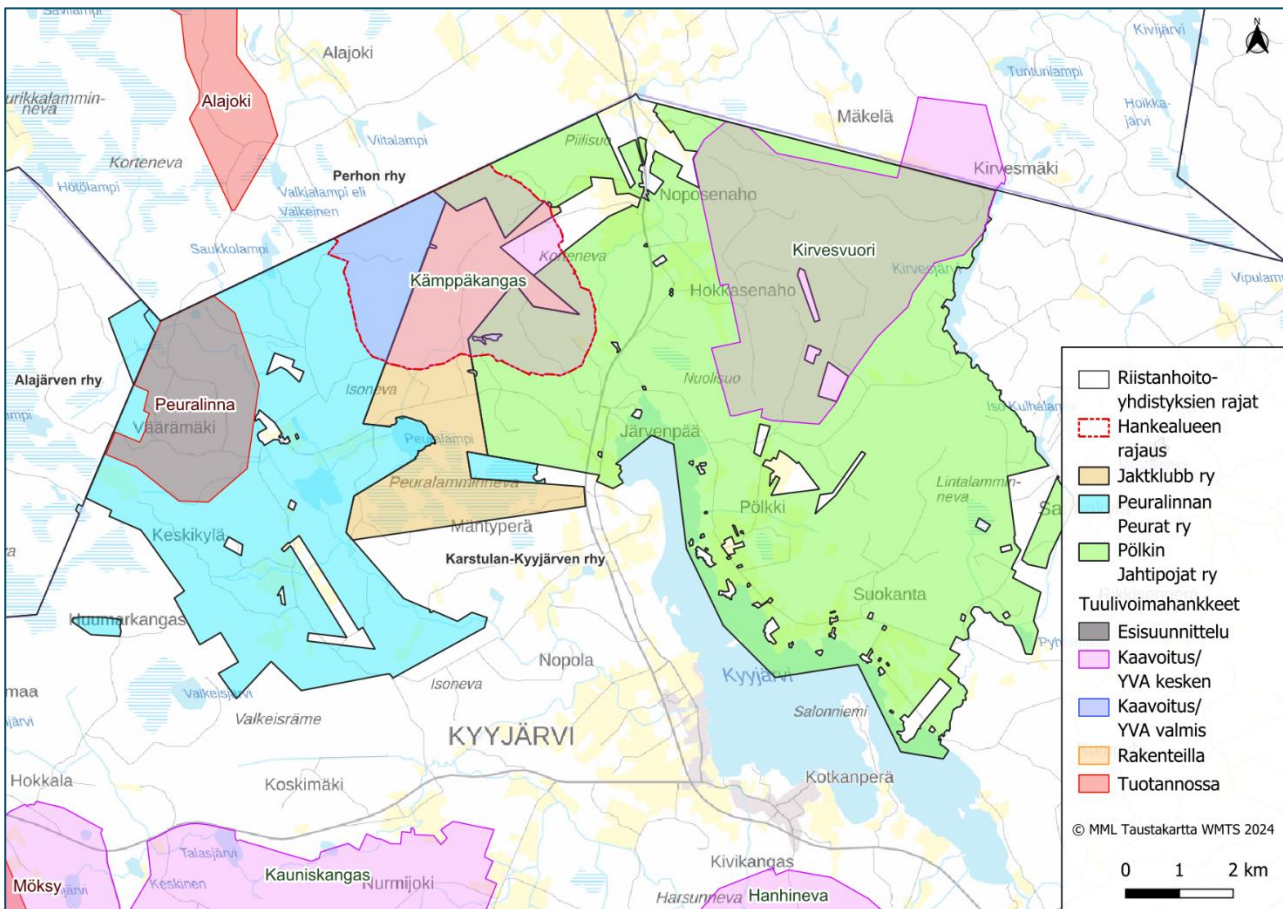 Savilampi
Alajoki
Kivijärvi
N
Tuntunlampi
Hoikka-
järvi
urikkalammin-
neva
Alajoki
Mäkelä
Viitalampi
Piilisuo
Korteneva
Kirvesmäki
Perhon rhy
Hötölampi
Valkialampi eli
Valkeinen
Noposenaho
Saukkolampi
Korteneva
Kirvesvuori
Kirvesjärvi
Vipulamp
Kämppäkangas
Hokkasenaho
Alajärven rhy
Isoneva
Nuolisuo
Iso Kulhalam
Peuralinna
Väärämäki
Peuralampi
Järvenpää
Peuralamminneva
Lintalammin-
neva
Pölkki
Mäntyperä
Keskikylä
Karstulan-Kyyjärven rhy
Suokanta
Huumarkangas
Nopola
Isoneva
Kyyjärvi
Valkeisjärvi
Valkeisräme
Salonniemi
KYYJÄRVI
Hokkala
Koskimäki
Kotkanperä
Talasjärvi
Kauniskangas
Kivikangas
Möksy
Keskinen
Nurmijoki
Harsunneva
Hanhineva
Riistanhoito-
yhdistyksien rajat
Hankealueen
rajaus
Jaktklubb ry
Peuralinnan
Peurat ry
Pölkin
Jahtipojat ry
Tuulivoimahankkeet
Esisuunnittelu
Kaavoitus/
YVA kesken
Kaavoitus/
YVA valmis
Rakenteilla
Tuotannossa
© MML Taustakartta WMTS 2024
0 1 2 km